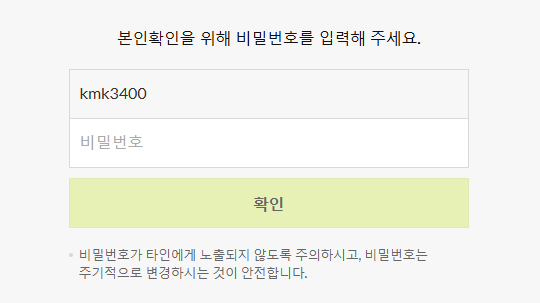 본인확인을 위해 비밀번호를 입력해 주세요.
kmk3400
비밀번호
확인
비밀번호가 타인에게 노출되지 않도록 주의하시고, 비밀번호는
주기적으로 변경하시는 것이 안전합니다.